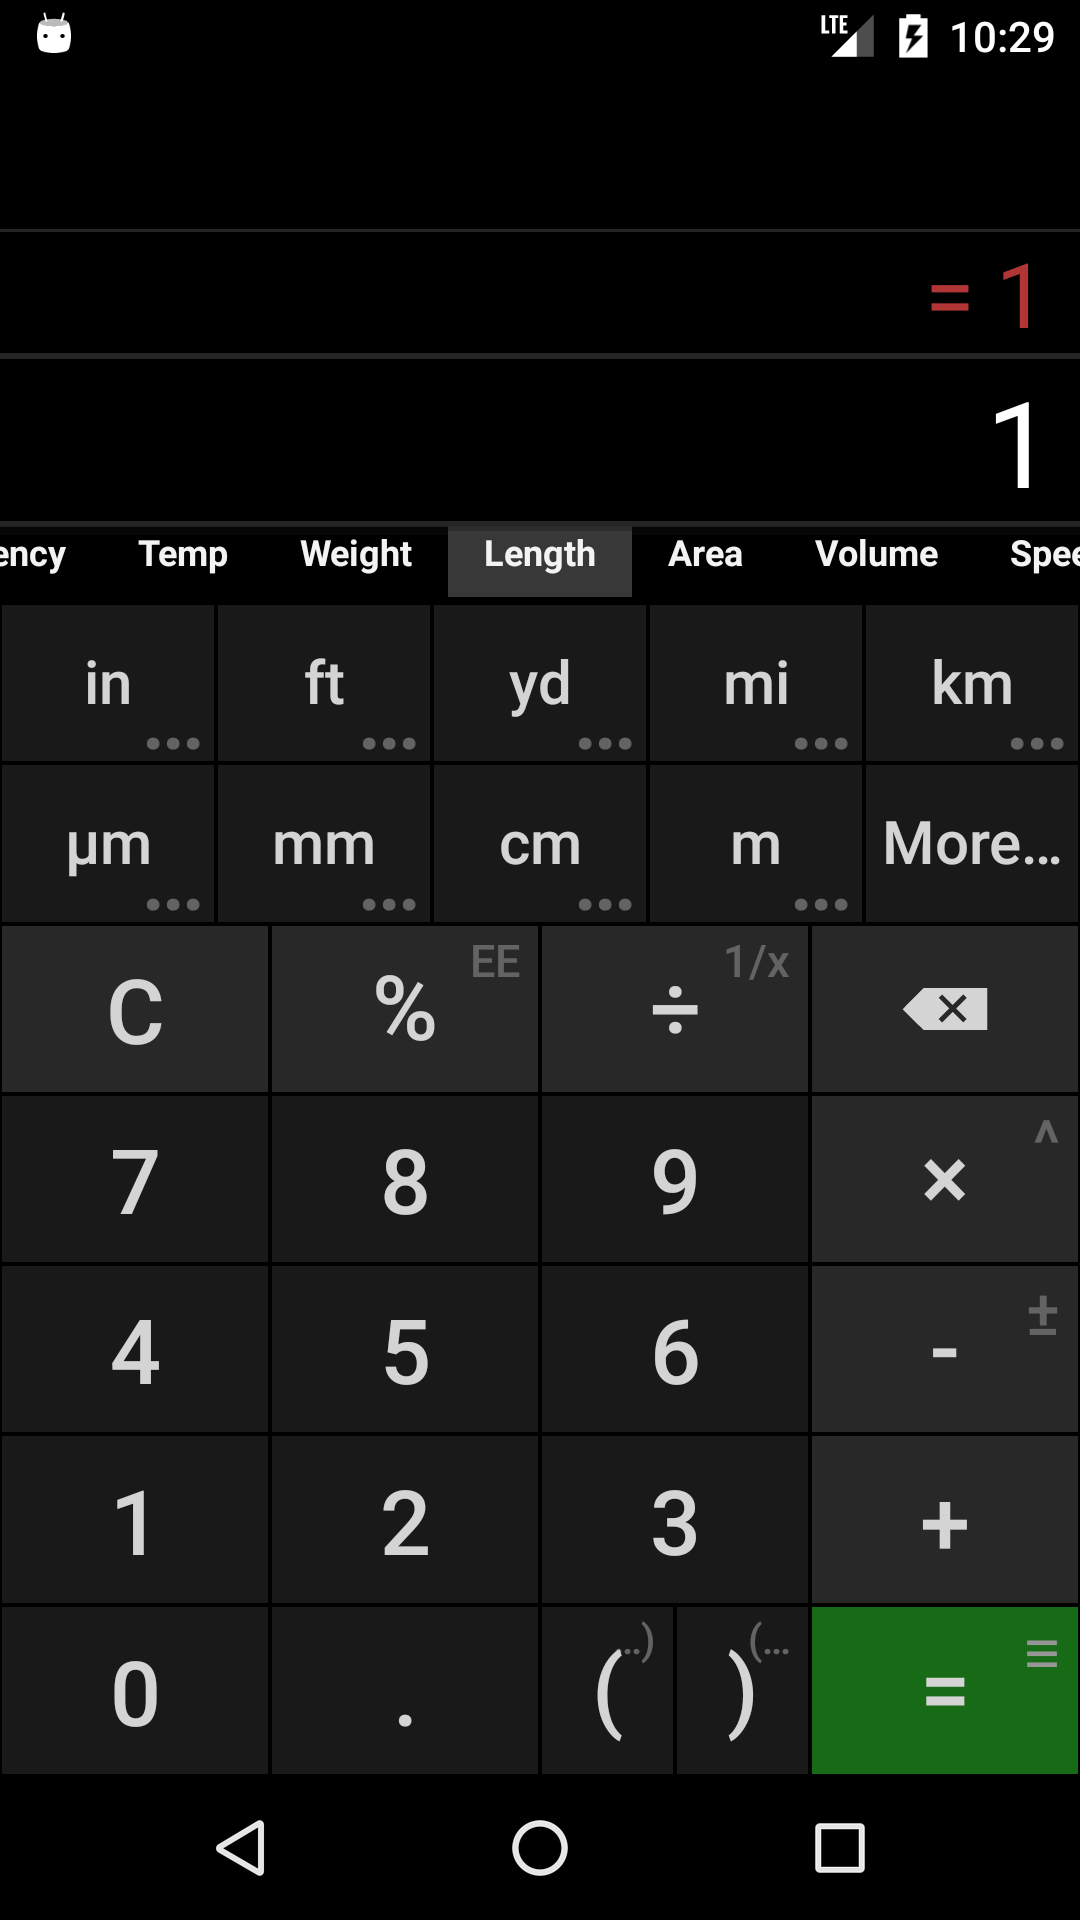 LTE 10:29
= 1
1
ency Temp Weight Length Area Volume Spee
in ft yd mi km
µm mm cm m More...
C % EE ÷ 1/x
7 8 9 × ^
4 5 6 - ±
1 2 3 +
0 . ( ..) ) (... =